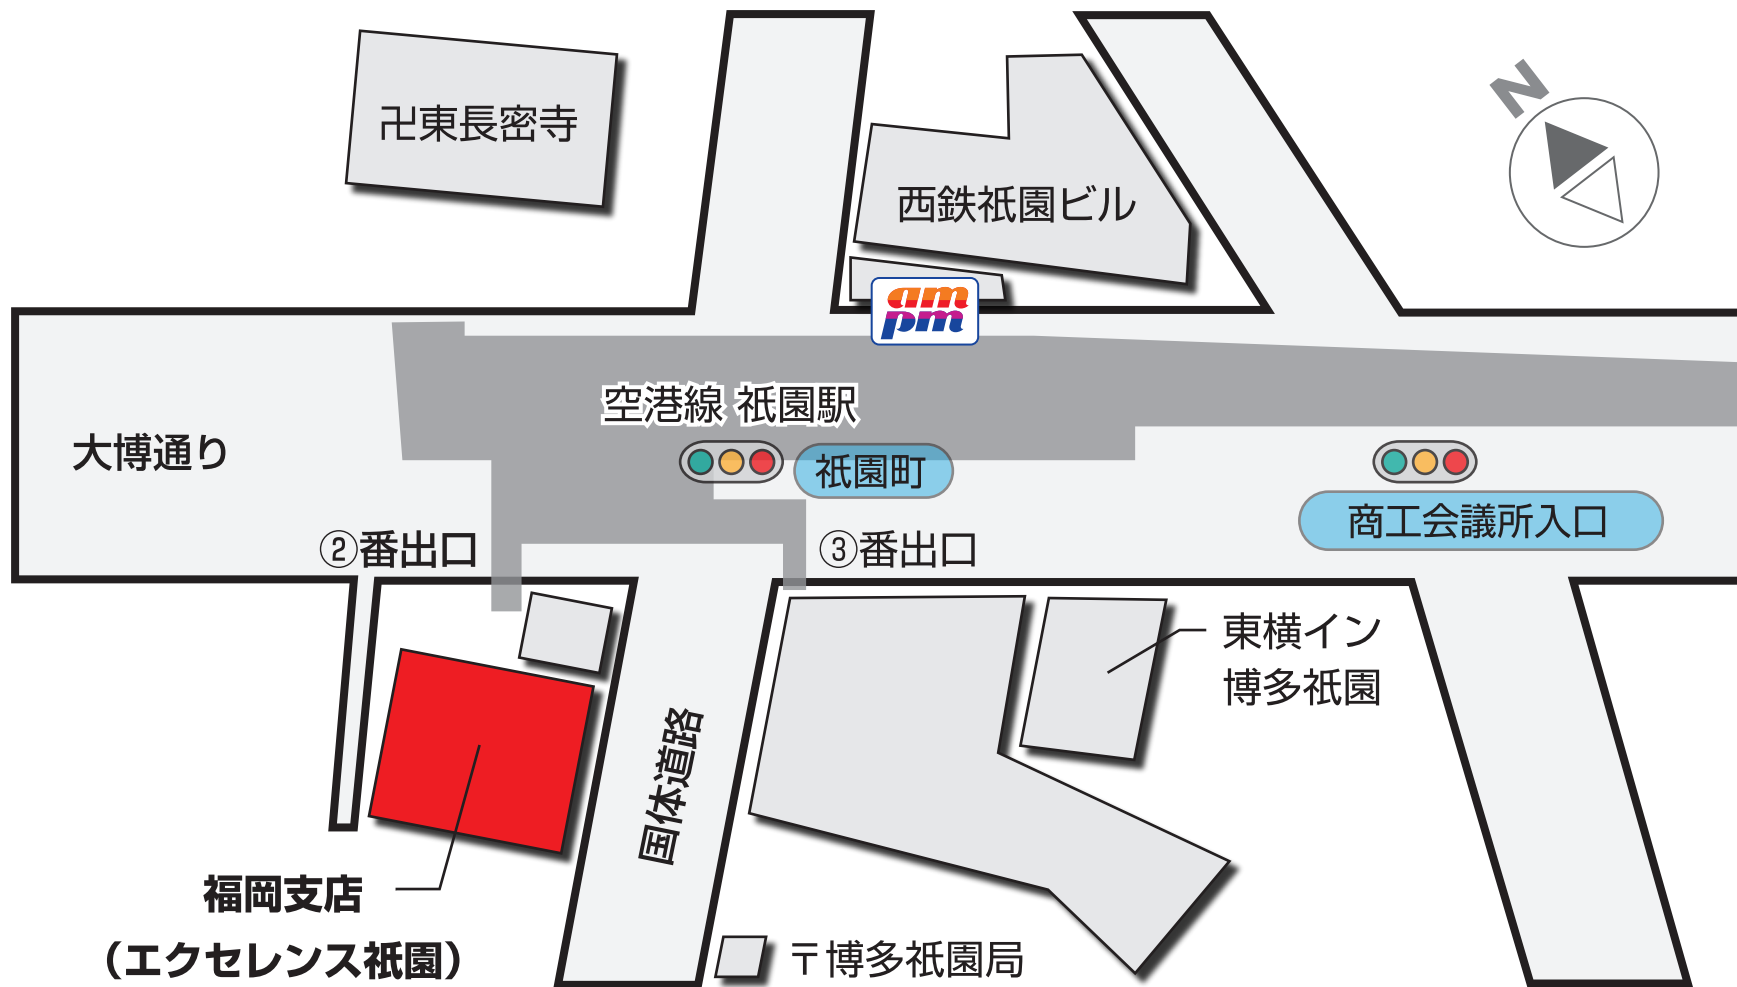 卍東長密寺
N
西鉄祇園ビル
am
pm
空港線 祇園駅
大博通り
祇園町
商工会議所入口
②番出口
③番出口
東横イン
博多祇園
国体道路
福岡支店
（エクセレンス祇園）
〒博多祇園局